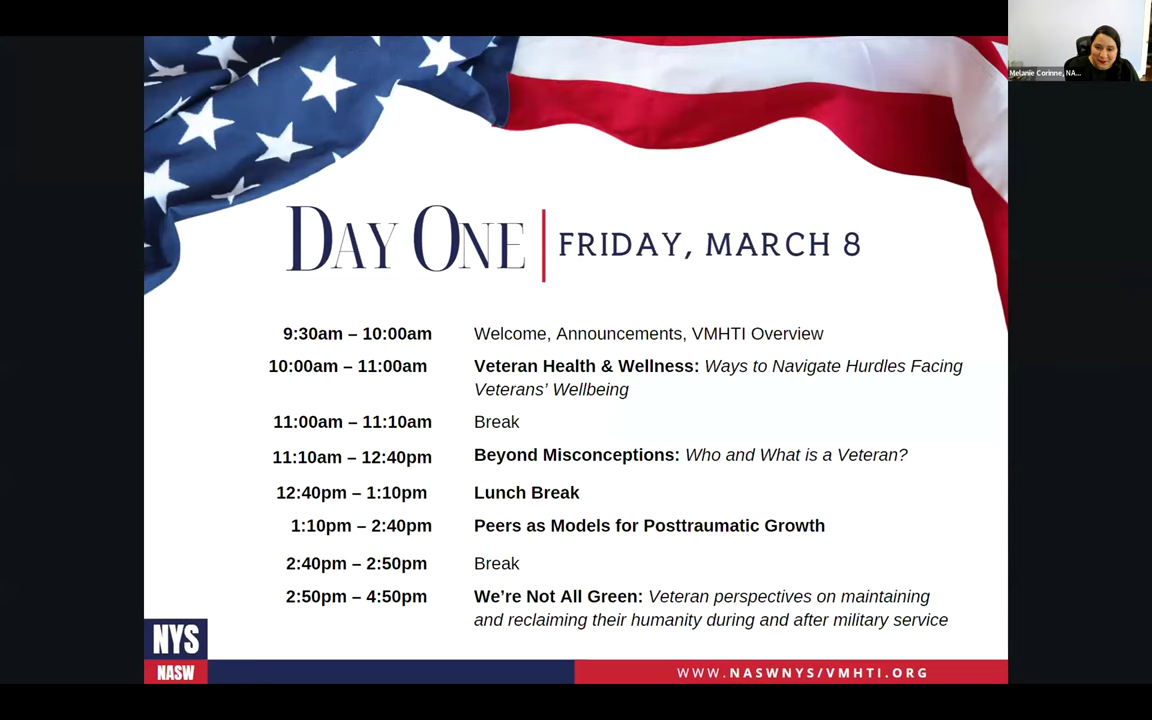 Melanie Corinne, NA...
DAY ONE | FRIDAY, MARCH 8
9:30am – 10:00am Welcome, Announcements, VMHTI Overview
10:00am – 11:00am Veteran Health & Wellness: Ways to Navigate Hurdles Facing
Veterans’ Wellbeing
11:00am – 11:10am Break
11:10am – 12:40pm Beyond Misconceptions: Who and What is a Veteran?
12:40pm – 1:10pm Lunch Break
1:10pm – 2:40pm Peers as Models for Posttraumatic Growth
2:40pm – 2:50pm Break
2:50pm – 4:50pm We’re Not All Green: Veteran perspectives on maintaining
and reclaiming their humanity during and after military service
NYS
NASW
WWW.NASWNYS/VMHTI.ORG